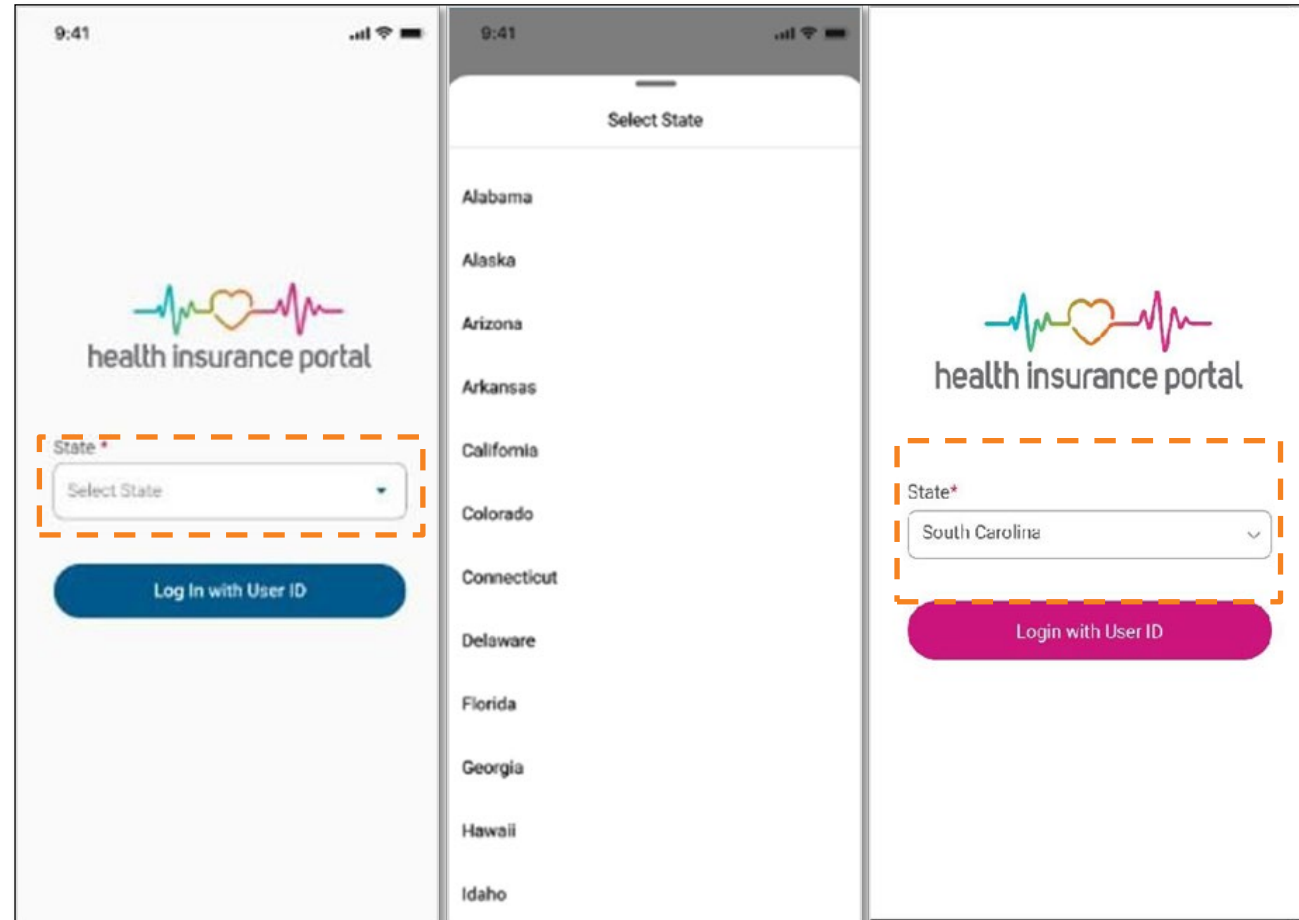 9:41
health insurance portal
State *
Select State
Log In with User ID
9:41
Select State
Alabama
Alaska
Arizona
Arkansas
California
Colorado
Connecticut
Delaware
Florida
Georgia
Hawaii
Idaho
health insurance portal
State*
South Carolina
Login with User ID